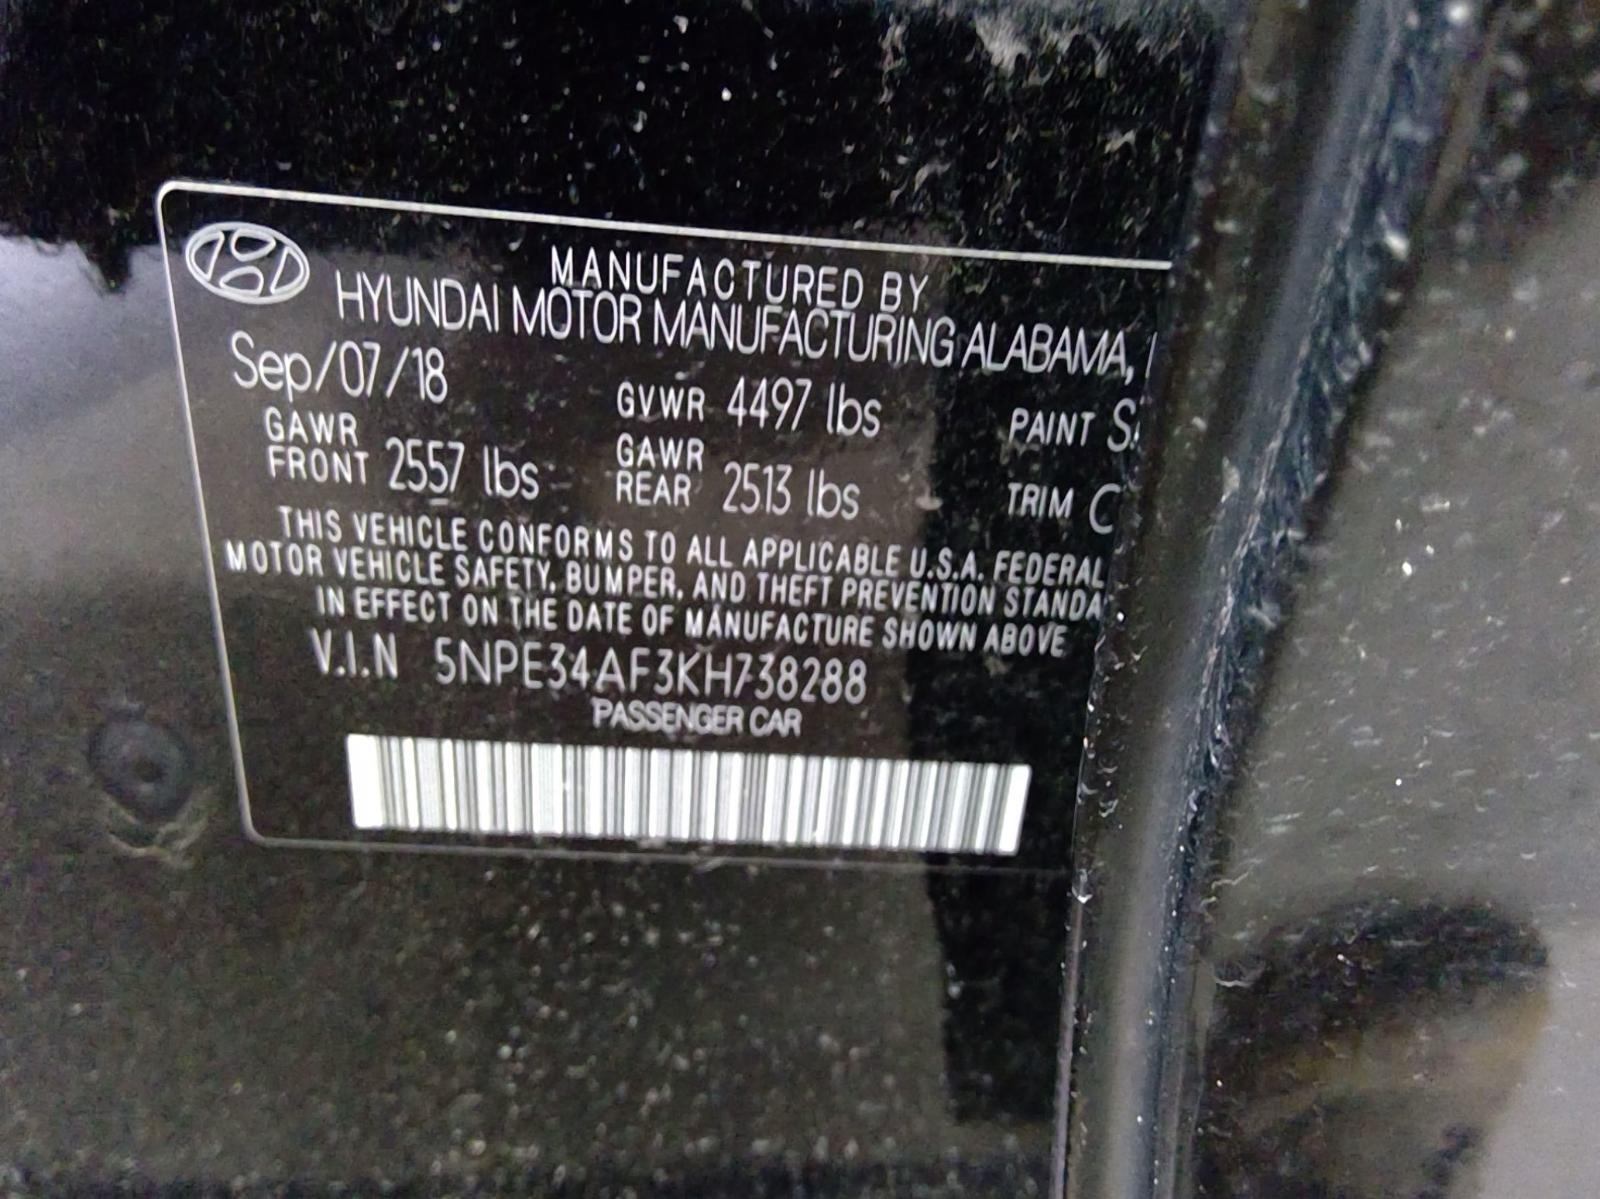 MANUFACTURED BY
HYUNDAI MOTOR MANUFACTURING ALABAMA,
Sep/07/18 GVWR 4497 lbs PAINT
GAWR FRONT 2557 lbs GAWR REAR 2513 lbs TRIM C
THIS VEHICLE CONFORMS TO ALL APPLICABLE U.S.A. FEDERAL
MOTOR VEHICLE SAFETY, BUMPER, AND THEFT PREVENTION STANDA
IN EFFECT ON THE DATE OF MANUFACTURE SHOWN ABOVE
V.I.N 5NPE34AF3KH738288
PASSENGER CAR